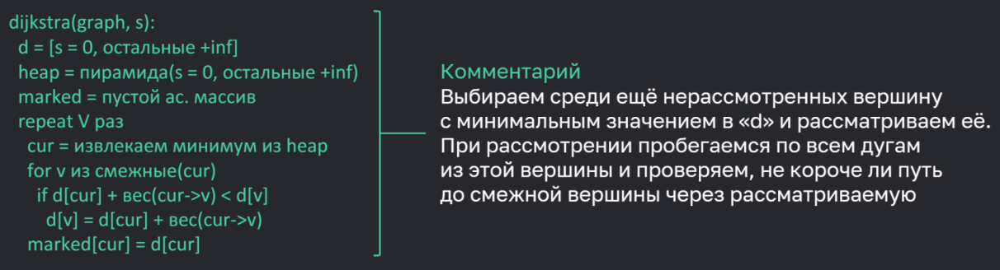 dijkstra(graph, s):
d = [s = 0, остальные +inf]
heap = пирамида(s = 0, остальные +inf)
marked = пустой ас. массив
repeat V раз
cur = извлекаем минимум из heap
for v из смежные(cur)
if d[cur] + вес(cur->v) < d[v]
d[v] = d[cur] + вес(cur->v)
marked[cur] = d[cur]
Комментарий
Выбираем среди ещё нерассмотренных вершину
с минимальным значением в «d» и рассматриваем её.
При рассмотрении пробегаемся по всем дугам
из этой вершины и проверяем, не короче ли путь
до смежной вершины через рассматриваемую